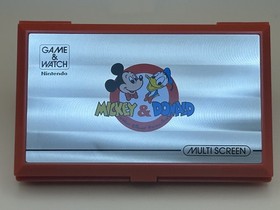 GAME
&
WATCH
Nintendo
MICKEY & DONALD
MULTI SCREEN